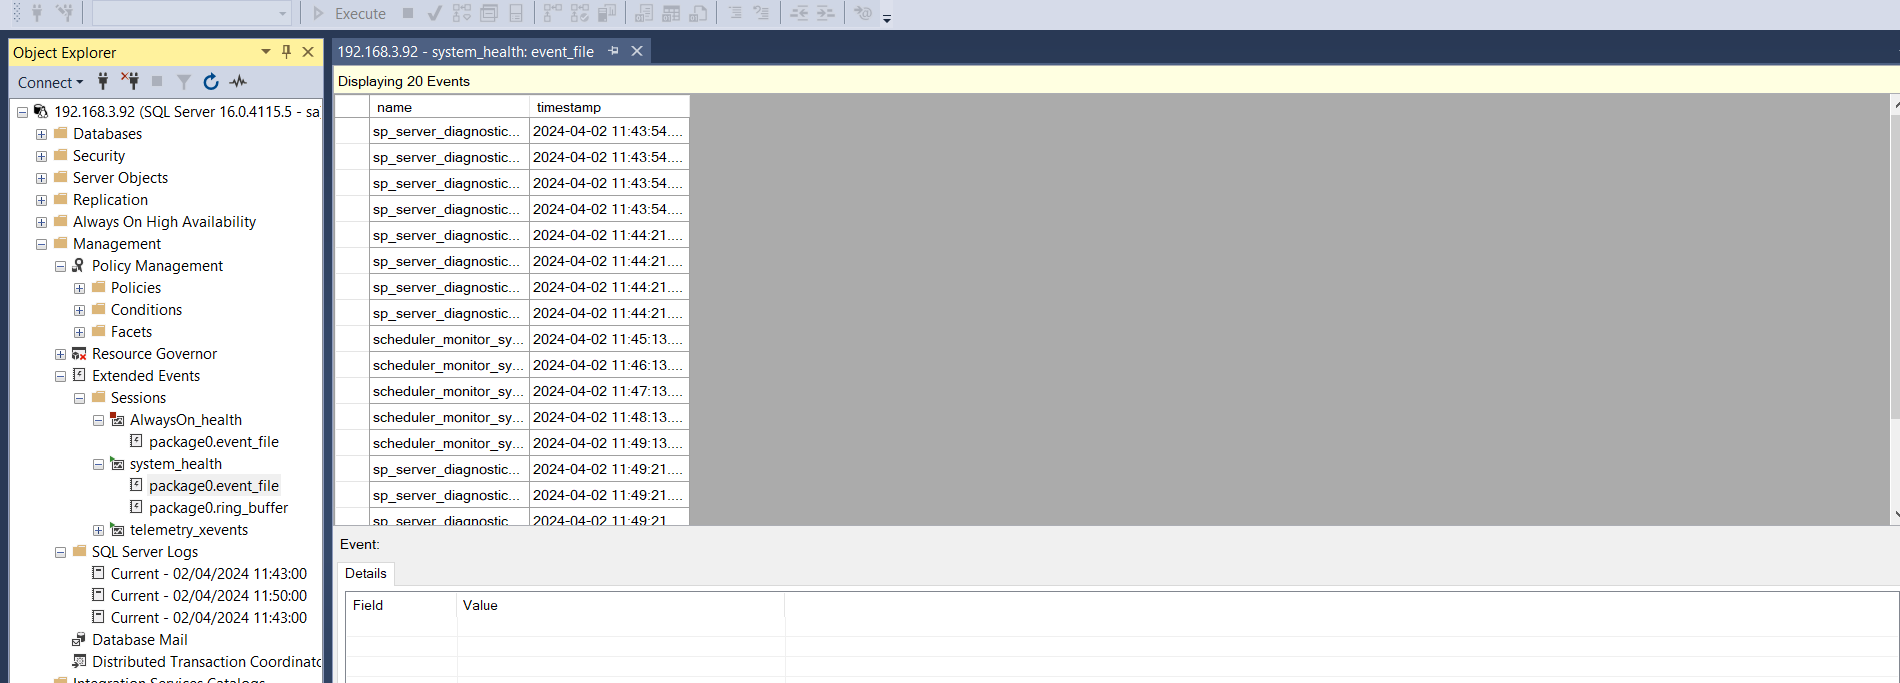 Execute
Object Explorer
Connect
192.168.3.92 (SQL Server 16.0.4115.5 - sa)
Databases
Security
Server Objects
Replication
Always On High Availability
Management
Policy Management
Policies
Conditions
Facets
Resource Governor
Extended Events
Sessions
AlwaysOn_health
package0.event_file
system_health
package0.event_file
package0.ring_buffer
telemetry_xevents
SQL Server Logs
Current - 02/04/2024 11:43:00
Current - 02/04/2024 11:50:00
Current - 02/04/2024 11:43:00
Database Mail
Distributed Transaction Coordinato
Integration Services Catalogs
192.168.3.92 - system_health: event_file
Displaying 20 Events
name timestamp
sp_server_diagnostic... 2024-04-02 11:43:54....
sp_server_diagnostic... 2024-04-02 11:43:54....
sp_server_diagnostic... 2024-04-02 11:43:54....
sp_server_diagnostic... 2024-04-02 11:43:54....
sp_server_diagnostic... 2024-04-02 11:44:21....
sp_server_diagnostic... 2024-04-02 11:44:21....
sp_server_diagnostic... 2024-04-02 11:44:21....
sp_server_diagnostic... 2024-04-02 11:44:21....
scheduler_monitor_sy... 2024-04-02 11:45:13....
scheduler_monitor_sy... 2024-04-02 11:46:13....
scheduler_monitor_sy... 2024-04-02 11:47:13....
scheduler_monitor_sy... 2024-04-02 11:48:13....
scheduler_monitor_sy... 2024-04-02 11:49:13....
sp_server_diagnostic... 2024-04-02 11:49:21....
sp_server_diagnostic... 2024-04-02 11:49:21....
sp_server_diagnostic 2024-04-02 11:49:21
Event:
Details
Field Value